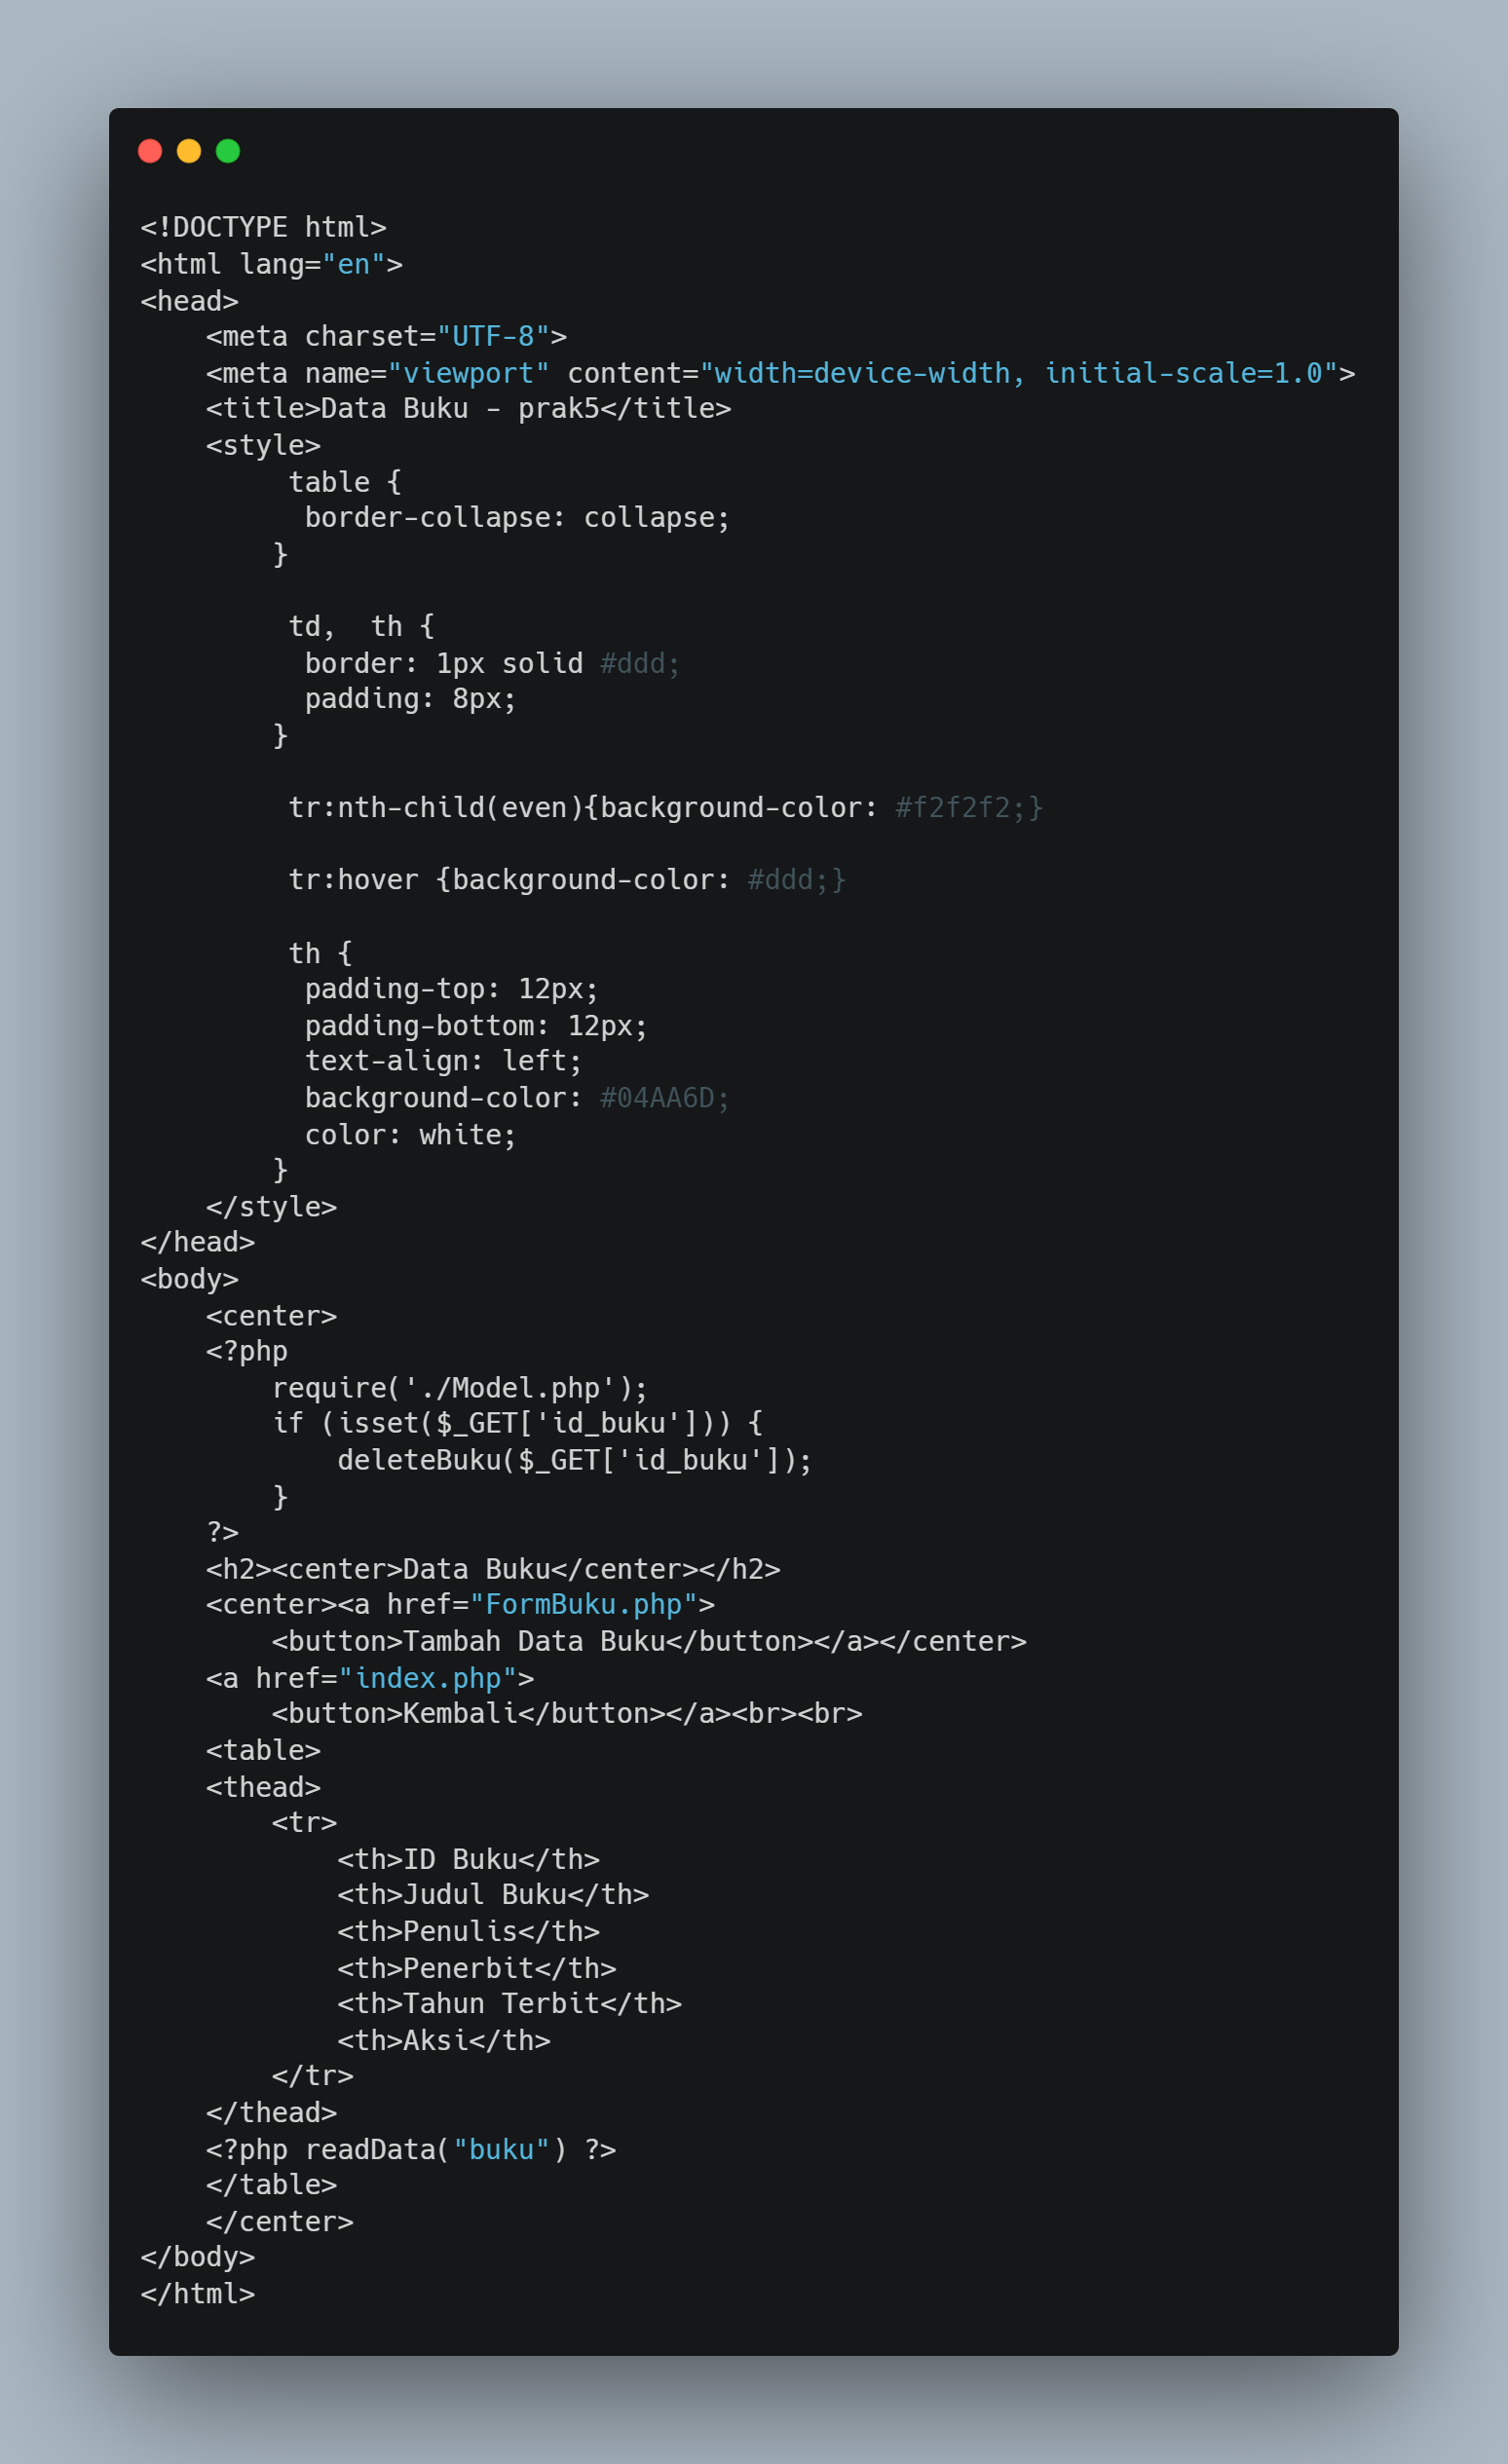 <!DOCTYPE html>
<html lang="en">
<head>
    <meta charset="UTF-8">
    <meta name="viewport" content="width=device-width, initial-scale=1.0">
    <title>Data Buku - prak5</title>
    <style>
         table {
          border-collapse: collapse;
        }

         td,  th {
          border: 1px solid #ddd;
          padding: 8px;
        }

         tr:nth-child(even){background-color: #f2f2f2;}

         tr:hover {background-color: #ddd;}

         th {
          padding-top: 12px;
          padding-bottom: 12px;
          text-align: left;
          background-color: #04AA6D;
          color: white;
        }
    </style>
</head>
<body>
    <center>
    <?php
        require('./Model.php');
        if (isset($_GET['id_buku'])) {
            deleteBuku($_GET['id_buku']);
        }
    ?>
    <h2><center>Data Buku</center></h2>
    <center><a href="FormBuku.php">
        <button>Tambah Data Buku</button></a></center>
    <a href="index.php">
        <button>Kembali</button></a><br><br>
    <table>
    <thead>
        <tr>
            <th>ID Buku</th>
            <th>Judul Buku</th>
            <th>Penulis</th>
            <th>Penerbit</th>
            <th>Tahun Terbit</th>
            <th>Aksi</th>
        </tr>
    </thead>
    <?php readData("buku") ?>
    </table>
    </center>
</body>
</html>